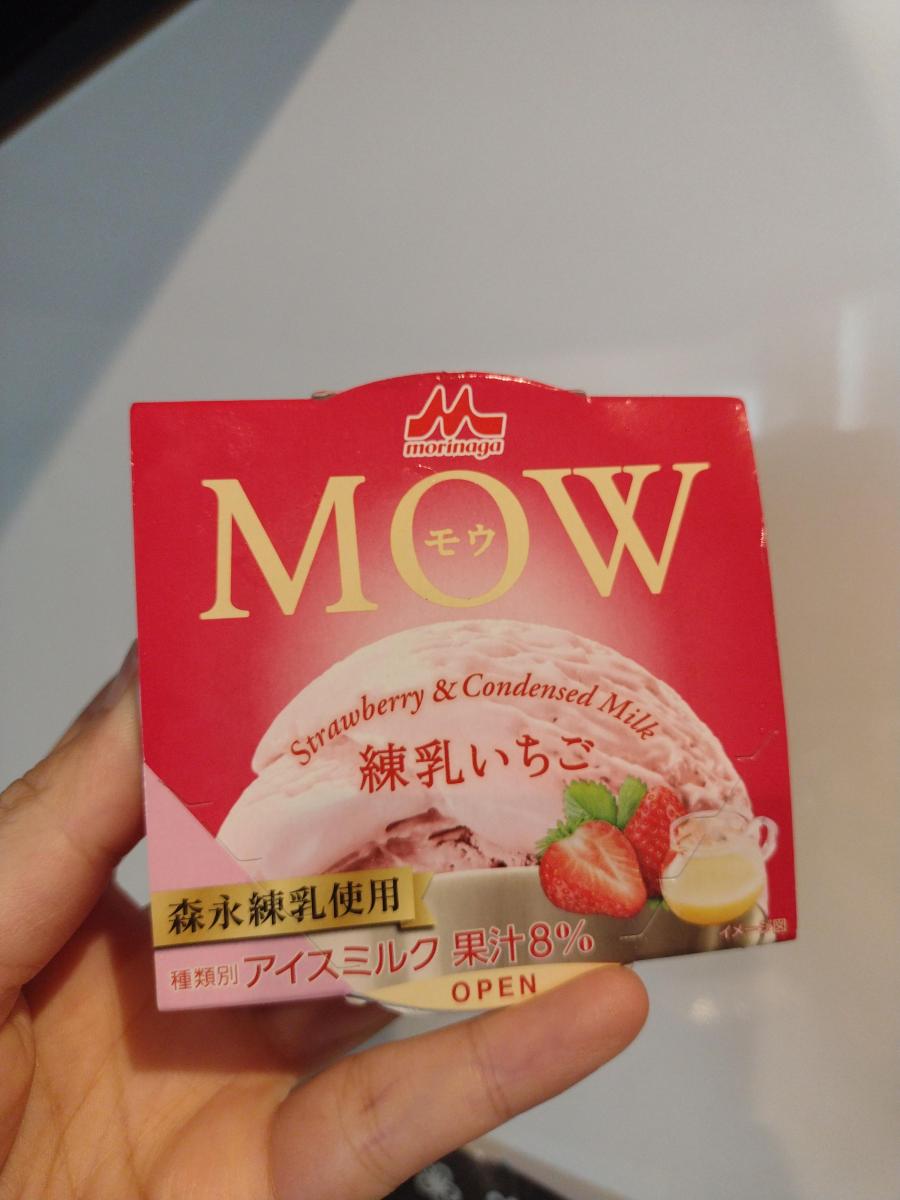 morinaga
MOW
モウ
Strawberry & Condensed Milk
練乳いちご
森永練乳使用
種類別 アイスミルク 果汁8%
イメージ図
OPEN